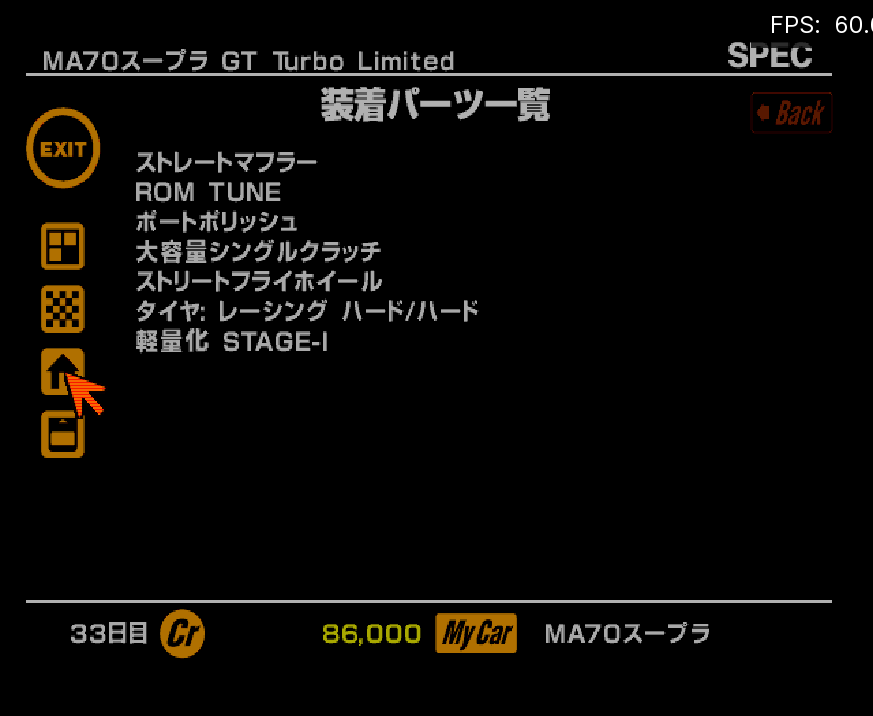 FPS: 60.
MA70スープラ GT Turbo Limited
SPEC
装着パーツ一覧
Back
EXIT
ストレートマフラー
ROM TUNE
ポートポリッシュ
大容量シングルクラッチ
ストリートフライホイール
タイヤ: レーシング ハード/ハード
軽量化 STAGE-I
33日目 Cr 86,000 My Car MA70スープラ